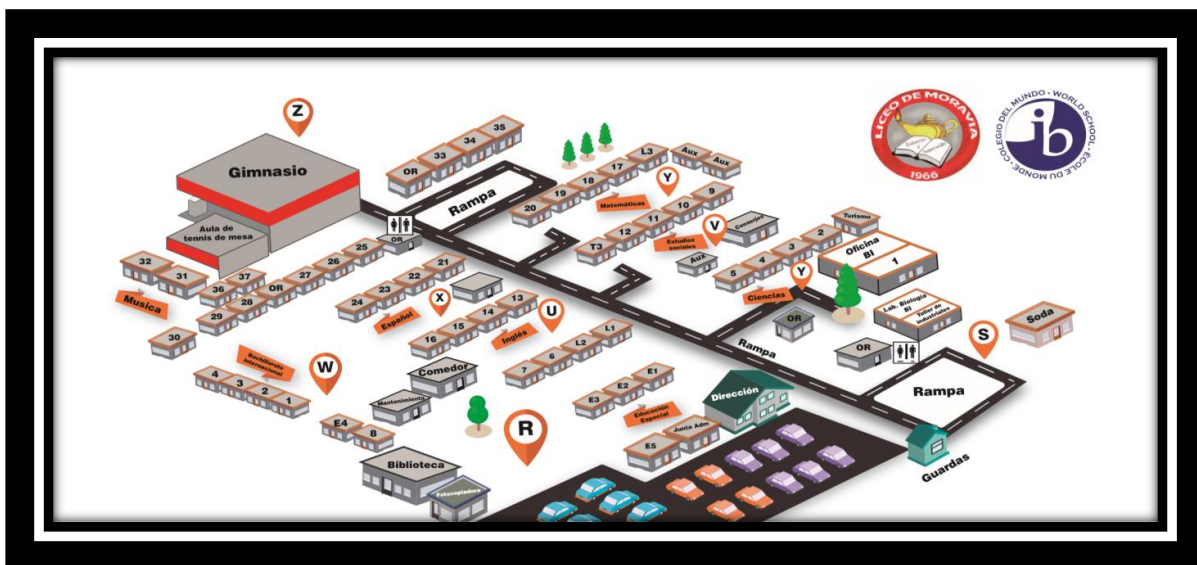 Z
Gimnasio
Aula de
tennis de mesa
OR
33
34
35
Rampa
OR
20
19
18
17
L3
Aux
Aux
Y
Matemáticas
T3
12
11
10
9
Estudios
sociales
V
Conserjes
Aux
5
4
3
2
Turismo
Oficina
BI
1
Ciencias
Y
LICEO DE MORAVIA
1966
ib
COLEGIO DEL MUNDO · WORLD SCHOOL · ÉCOLE DU MONDE ·
32
31
Musica
30
36
37
29
28
OR
27
26
25
24
23
22
21
Español
X
16
15
14
13
Inglés
U
7
6
L2
L1
Bachillerato
internacional
W
4
3
2
1
Comedor
Mantenimiento
E4
8
Biblioteca
Fotocopiadora
R
E3
E2
E1
Educación
Especial
E5
Junta Adm
Dirección
Rampa
OR
Lab. Biología
BI
Taller de
industriales
OR
S
Soda
Rampa
Guardas